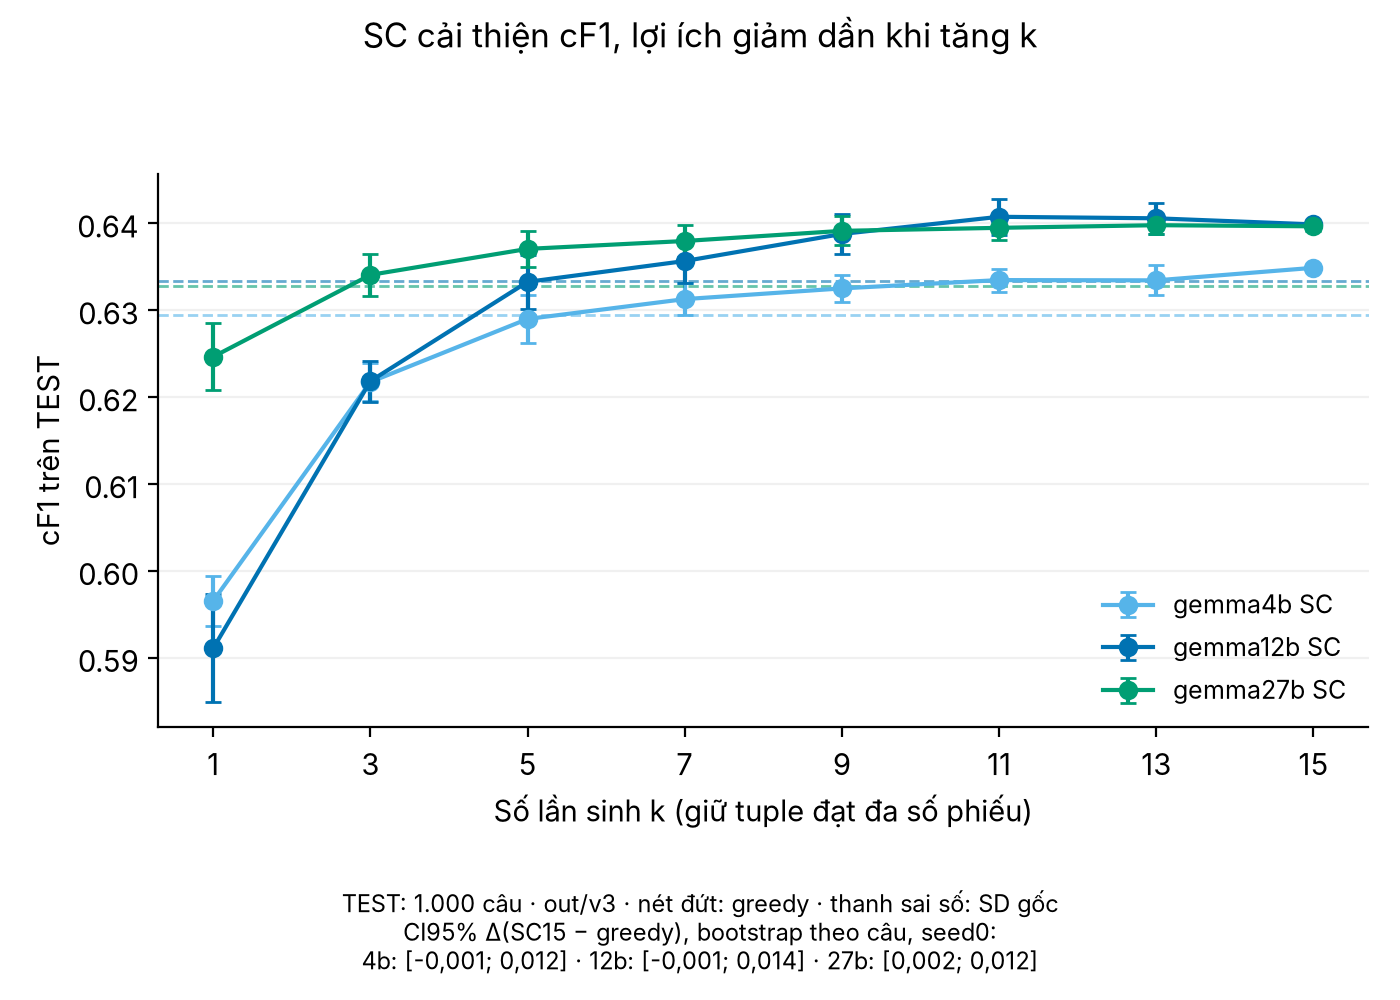 SC cải thiện cF1, lợi ích giảm dần khi tăng k
cF1 trên TEST
0.64
0.63
0.62
0.61
0.60
0.59
gemma4b SC
gemma12b SC
gemma27b SC
1 3 5 7 9 11 13 15
Số lần sinh k (giữ tuple đạt đa số phiếu)
TEST: 1.000 câu · out/v3 · nét đứt: greedy · thanh sai số: SD gốc
CI95% Δ(SC15 − greedy), bootstrap theo câu, seed0:
4b: [-0,001; 0,012] · 12b: [-0,001; 0,014] · 27b: [0,002; 0,012]